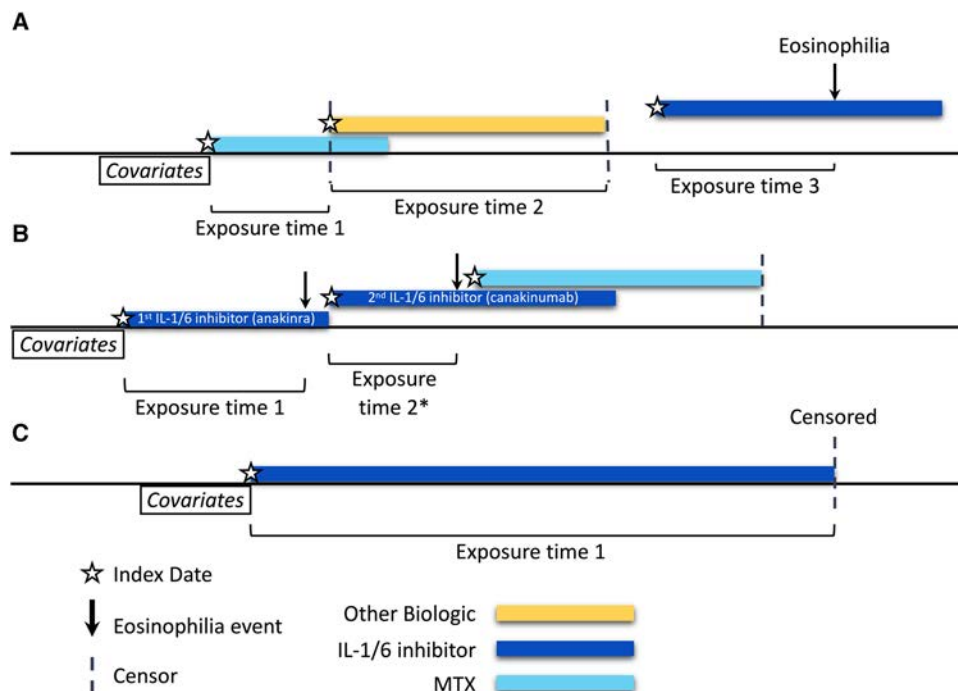 A
Eosinophilia
Covariates
Exposure time 3
Exposure time 2
Exposure time 1
B
2nd IL-1/6 inhibitor (canakinumab)
1st IL-1/6 inhibitor (anakinra)
Covariates
Exposure time 1
Exposure
time 2*
Censored
C
Covariates
Exposure time 1
Index Date
Eosinophilia event
Censor
Other Biologic
IL-1/6 inhibitor
MTX